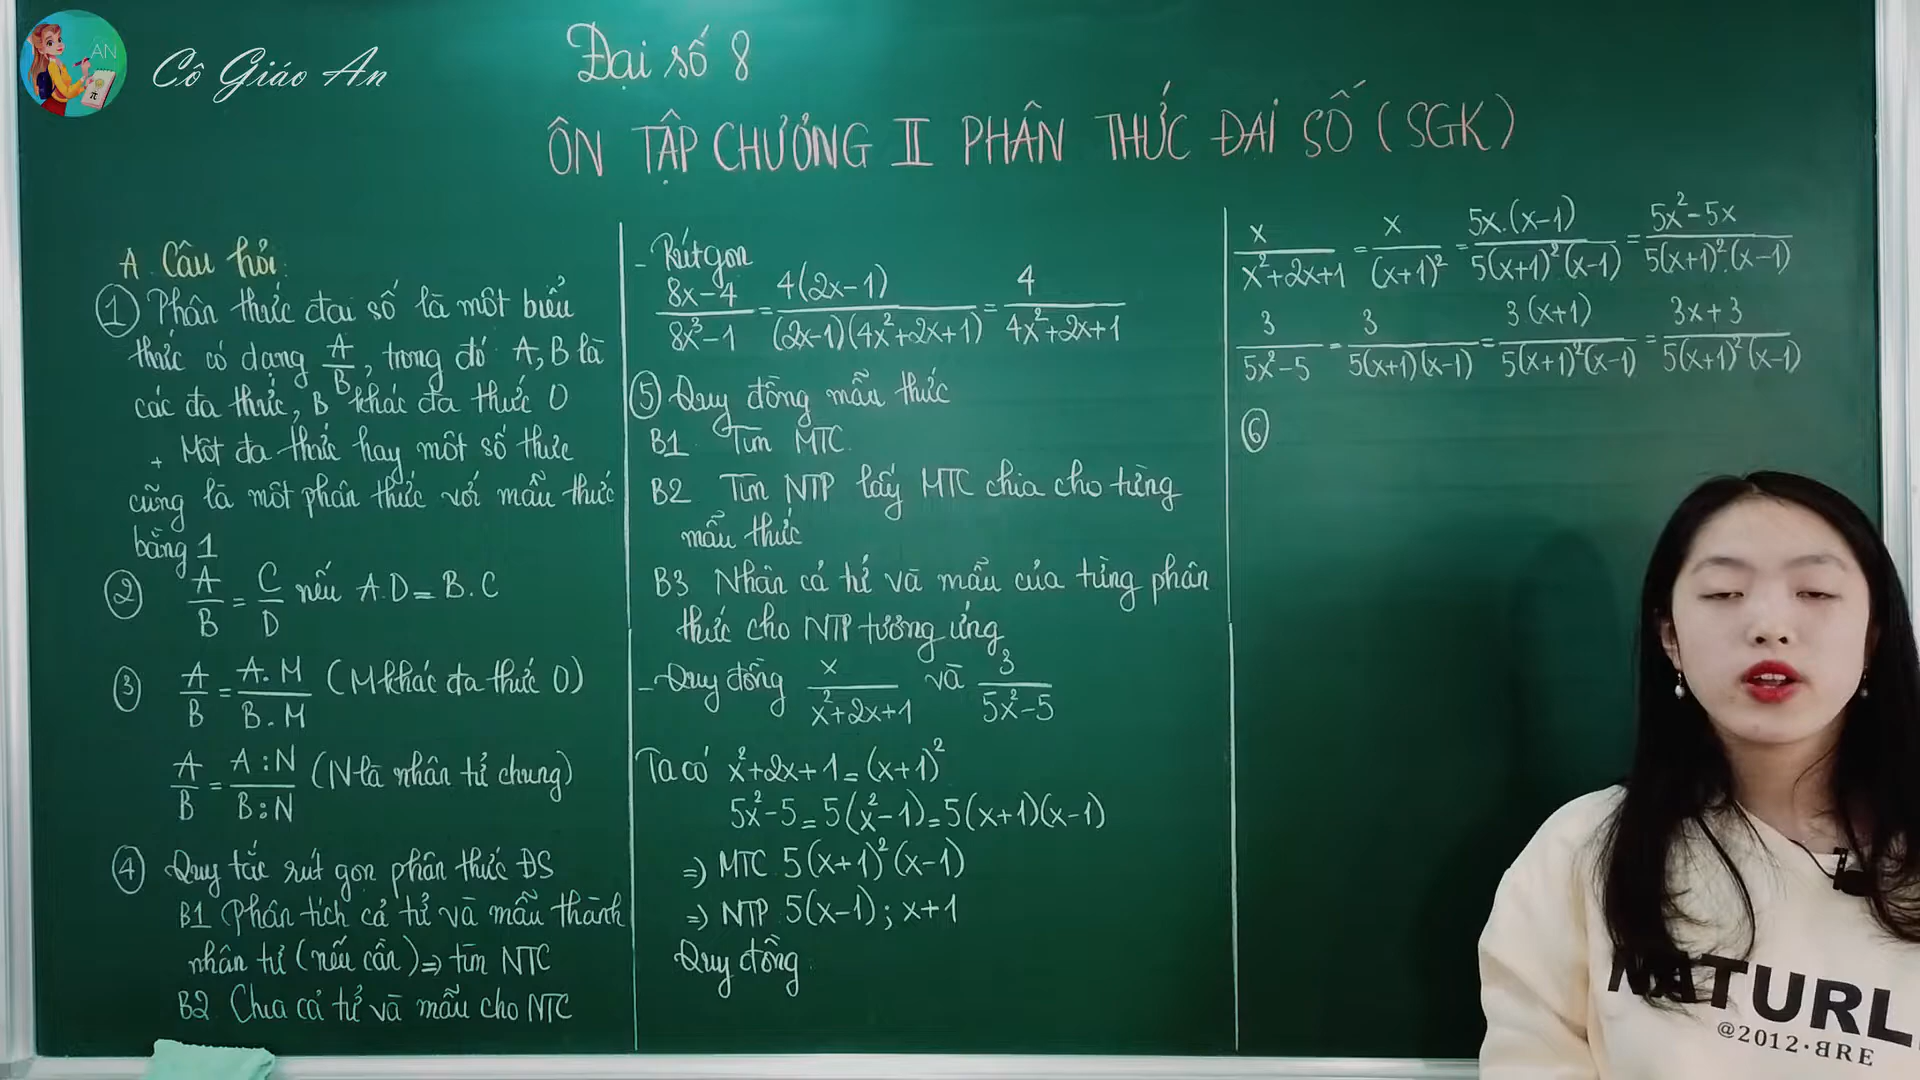 AN
Cô Giáo An
Đại số 8
ÔN TẬP CHƯƠNG II PHÂN THỨC ĐẠI SỐ (SGK)
A. Câu hỏi
① Phân thức đại số là một biểu
thức có dạng A/B, trong đó A, B là
các đa thức, B khác đa thức 0
+ Một đa thức hay một số thực
cũng là một phân thức với mẫu thức
bằng 1
② A/B = C/D nếu A.D = B.C
③ A/B = A.M/B.M (M khác đa thức 0)
A/B = A:N/B:N (N là nhân tử chung)
④ Quy tắc rút gọn phân thức ĐS
B1 Phân tích cả tử và mẫu thành
nhân tử (nếu cần) => tìm NTC
B2. Chia cả tử và mẫu cho NTC
- Rút gọn
8x-4/8x³-1 = 4(2x-1)/(2x-1)(4x²+2x+1) = 4/4x²+2x+1
⑤ Quy đồng mẫu thức
B1 Tìm MTC.
B2 Tìm NTP lấy MTC chia cho từng
mẫu thức
B3 Nhân cả tử và mẫu của từng phân
thức cho NTP tương ứng
- Quy đồng x/x²+2x+1 và 3/5x²-5
Ta có x²+2x+1 = (x+1)²
5x²-5 = 5(x²-1) = 5(x+1)(x-1)
=> MTC 5(x+1)²(x-1)
=> NTP 5(x-1); x+1
Quy đồng
x/x²+2x+1 = x/(x+1)² = 5x.(x-1)/5(x+1)²(x-1) = 5x²-5x/5(x+1)².(x-1)
3/5x²-5 = 3/5(x+1)(x-1) = 3(x+1)/5(x+1)²(x-1) = 3x+3/5(x+1)²(x-1)
⑥
NATURL
@2012·BRE